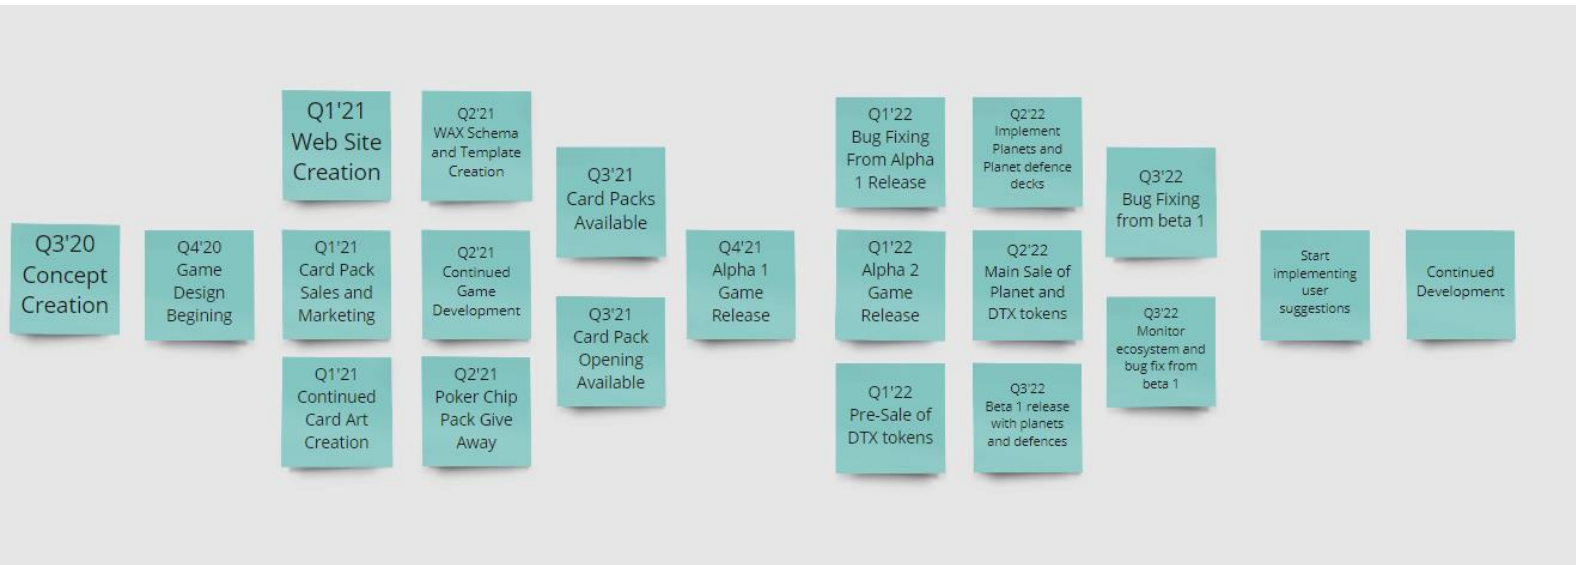 Q3'20
Concept
Creation
Q4'20
Game
Design
Begining
Q1'21
Web Site
Creation
Q1'21
Card Pack
Sales and
Marketing
Q1'21
Continued
Card Art
Creation
Q2'21
WAX Schema
and Template
Creation
Q2'21
Continued
Game
Development
Q2'21
Poker Chip
Pack Give
Away
Q3'21
Card Packs
Available
Q3'21
Card Pack
Opening
Available
Q4'21
Alpha 1
Game
Release
Q1'22
Bug Fixing
From Alpha
1 Release
Q1'22
Alpha 2
Game
Release
Q1'22
Pre-Sale of
DTX tokens
Q2'22
Implement
Planets and
Planet defence
decks
Q2'22
Main Sale of
Planet and
DTX tokens
Q3'22
Beta 1 release
with planets
and defences
Q3'22
Bug Fixing
from beta 1
Q3'22
Monitor
ecosystem and
bug fix from
beta 1
Start
implementing
user
suggestions
Continued
Development